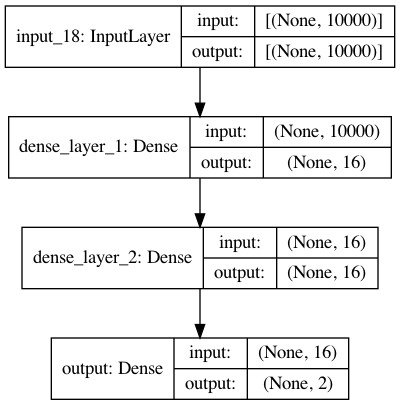 input_18: InputLayer input: [(None, 10000)]
output: [(None, 10000)]
dense_layer_1: Dense input: (None, 10000)
output: (None, 16)
dense_layer_2: Dense input: (None, 16)
output: (None, 16)
output: Dense input: (None, 16)
output: (None, 2)